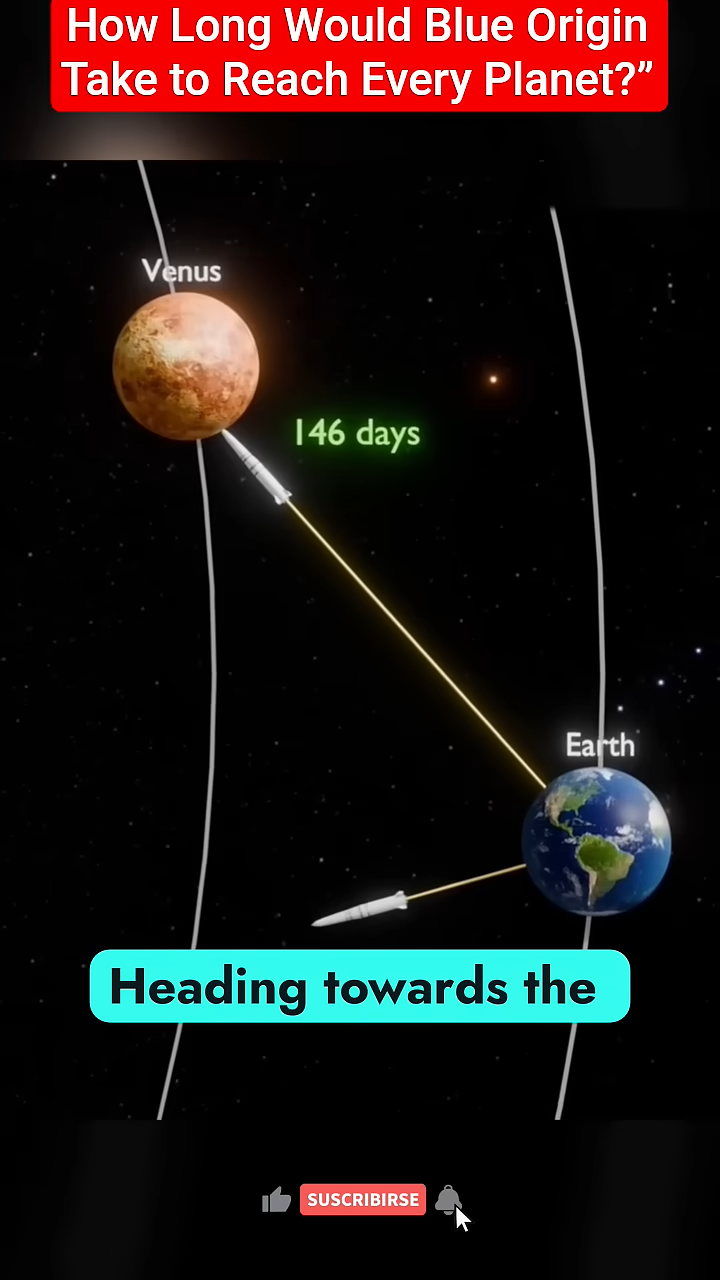 How Long Would Blue Origin
Take to Reach Every Planet?”
Venus
146 days
Earth
Heading towards the
SUSCRIBIRSE